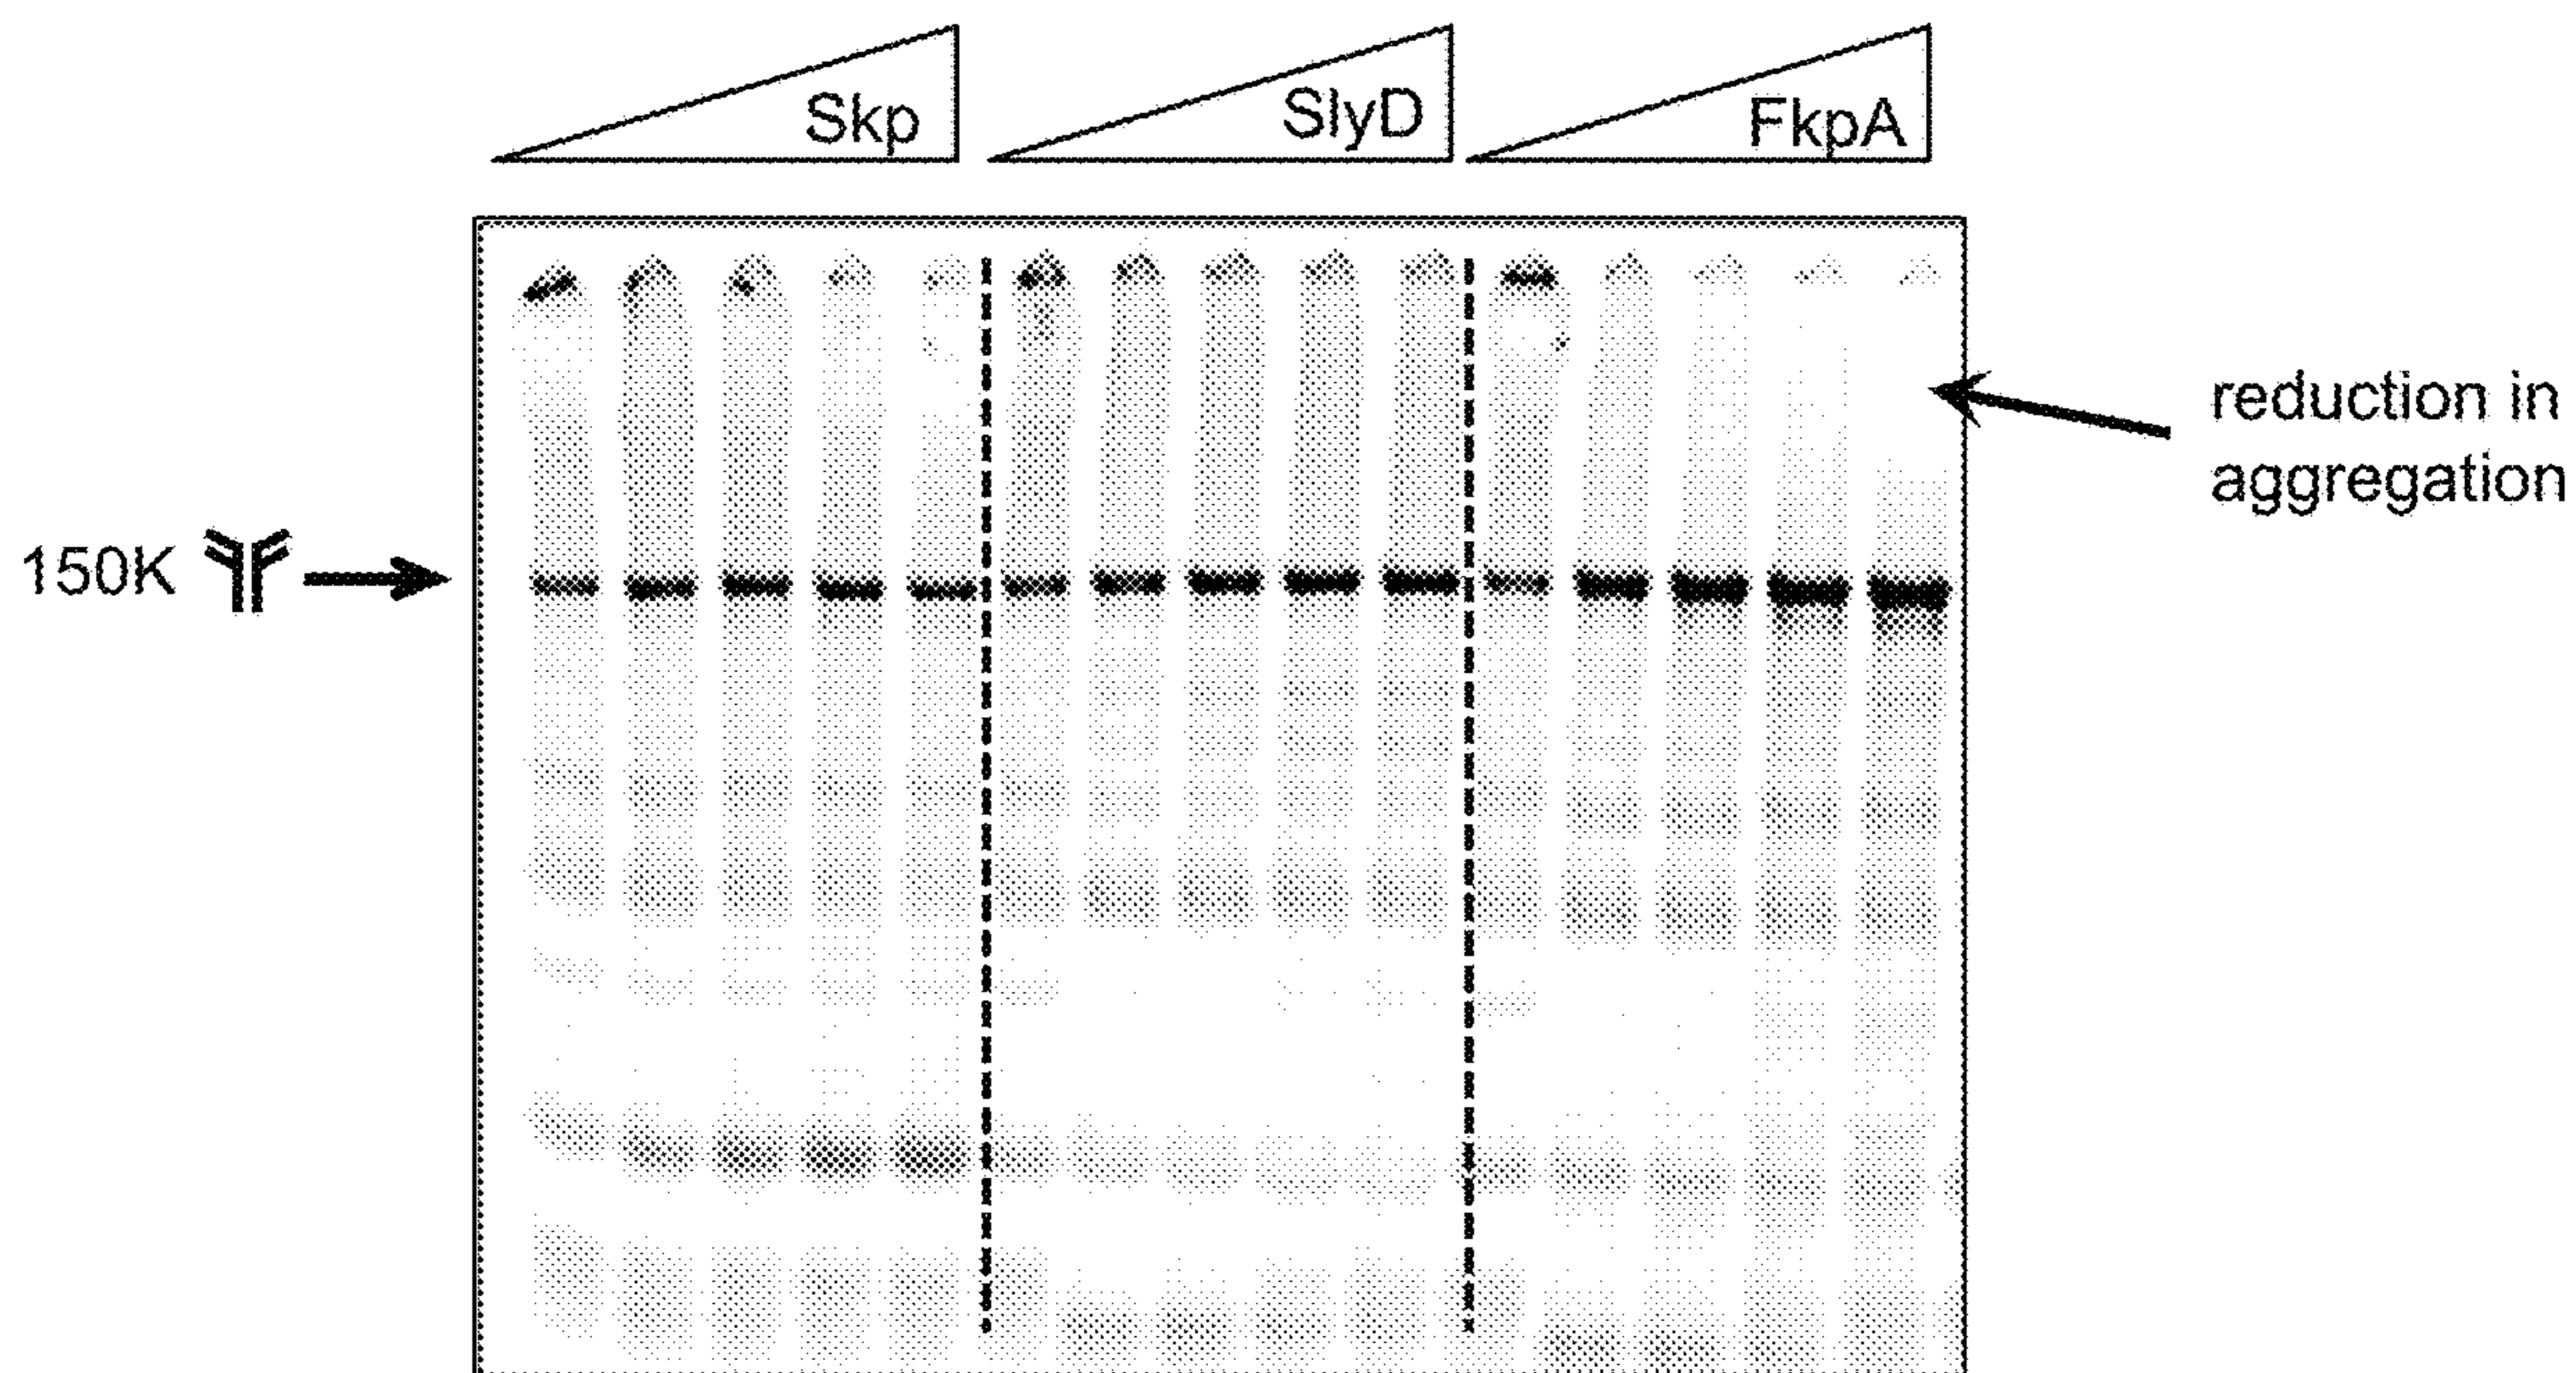 Skp
SlyD
FkpA
reduction in
aggregation
150K